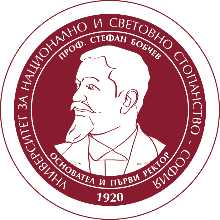 УНИВЕРСИТЕТ ЗА НАЦИОНАЛНО И СВЕТОВНО СТОПАНСТВО - СОФИЯ
ПРОФ. СТЕФАН БОБЧЕВ
ОСНОВАТЕЛ И ПЪРВИ РЕКТОР
1920